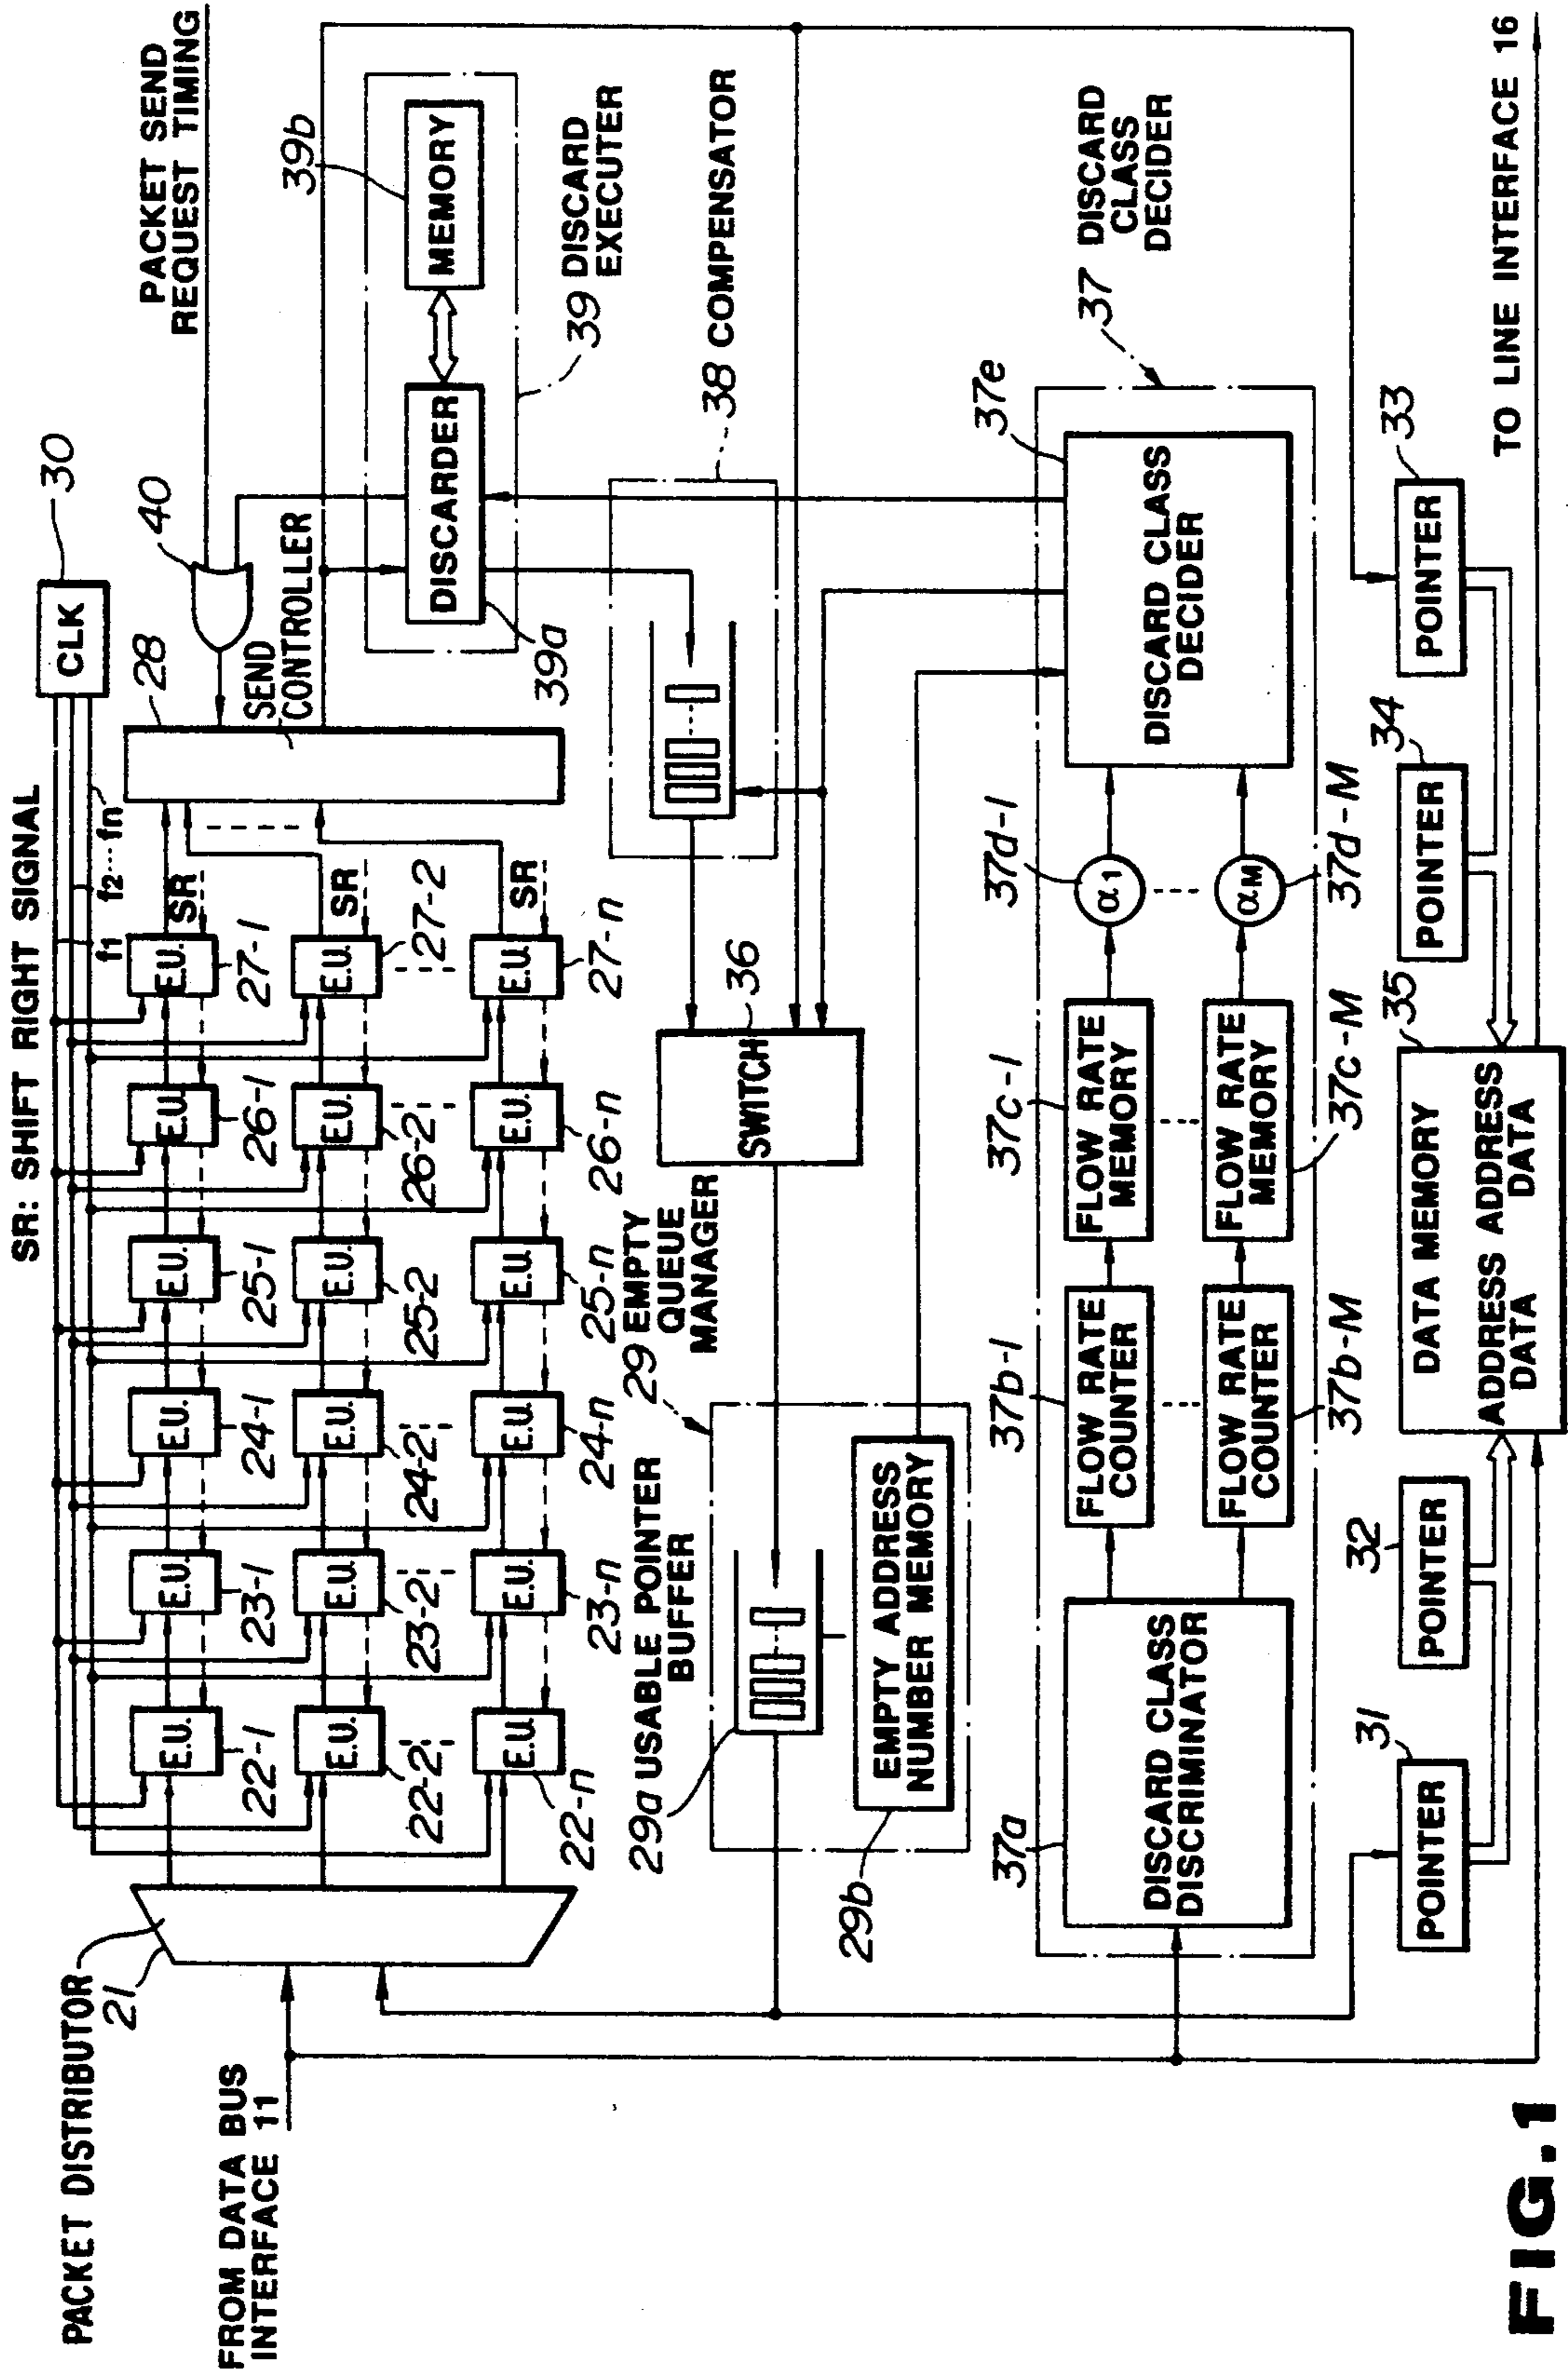 SR: SHIFT RIGHT SIGNAL
30
CLK
PACKET SEND
REQUEST TIMING
f1
f2---fn
40
PACKET DISTRIBUTOR
21
E.U.
E.U.
E.U.
E.U.
E.U.
E.U.
SR
22-1
23-1
24-1
25-1
26-1
27-1
28
SEND
CONTROLLER
E.U.
E.U.
E.U.
E.U.
E.U.
E.U.
SR
22-2
23-2
24-2
25-2
26-2
27-2
E.U.
E.U.
E.U.
E.U.
E.U.
E.U.
SR
22-n
23-n
24-n
25-n
26-n
27-n
FROM DATA BUS
INTERFACE 11
39b
DISCARDER
MEMORY
39a
39 DISCARD
EXECUTER
38 COMPENSATOR
29a USABLE POINTER
BUFFER
29 EMPTY
QUEUE
MANAGER
SWITCH
36
29b
EMPTY ADDRESS
NUMBER MEMORY
37 DISCARD
CLASS
DECIDER
37a
DISCARD CLASS
DISCRIMINATOR
37b-1
FLOW RATE
COUNTER
37c-1
FLOW RATE
MEMORY
37d-1
α1
37e
DISCARD CLASS
DECIDER
FLOW RATE
COUNTER
37b-M
FLOW RATE
MEMORY
37c-M
αM
37d-M
31
POINTER
32
POINTER
35
DATA MEMORY
ADDRESS ADDRESS
DATA DATA
34
POINTER
33
POINTER
TO LINE INTERFACE 16
FIG.1